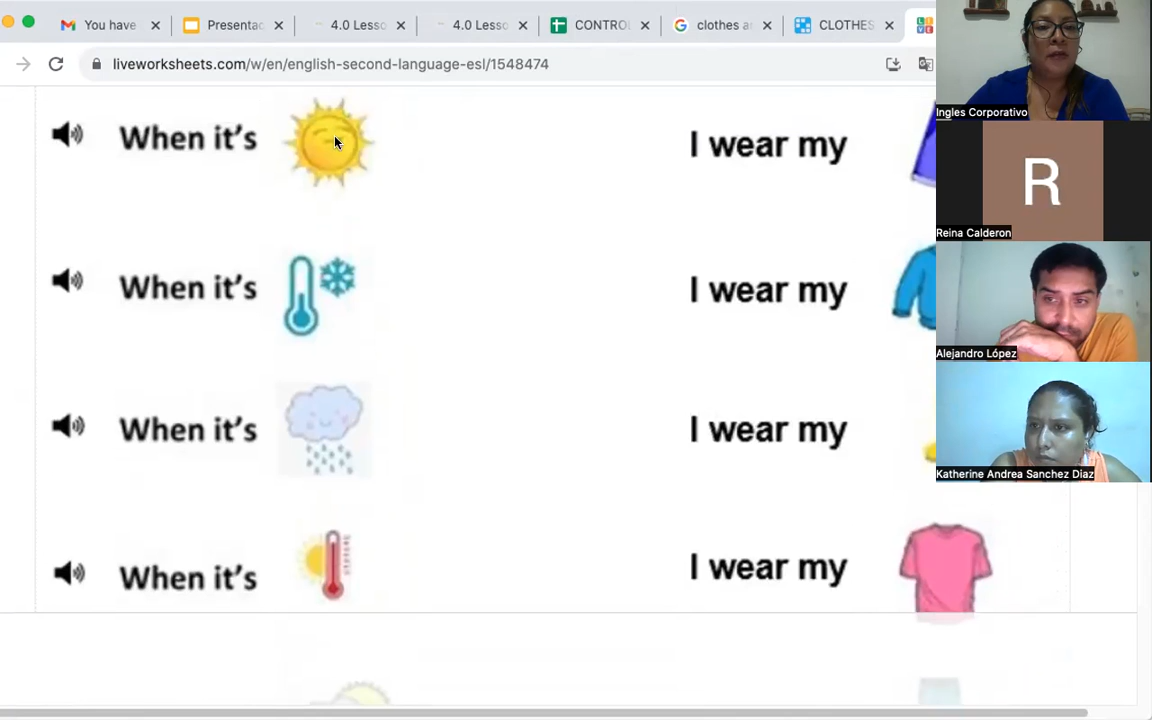 You have
Presentac
4.0 Lesso
4.0 Lesso
CONTROL
clothes a
CLOTHES
liveworksheets.com/w/en/english-second-language-esl/1548474
When it's
I wear my
When it's
I wear my
When it's
I wear my
When it's
I wear my
Ingles Corporativo
R
Reina Calderon
Alejandro López
Katherine Andrea Sanchez Diaz